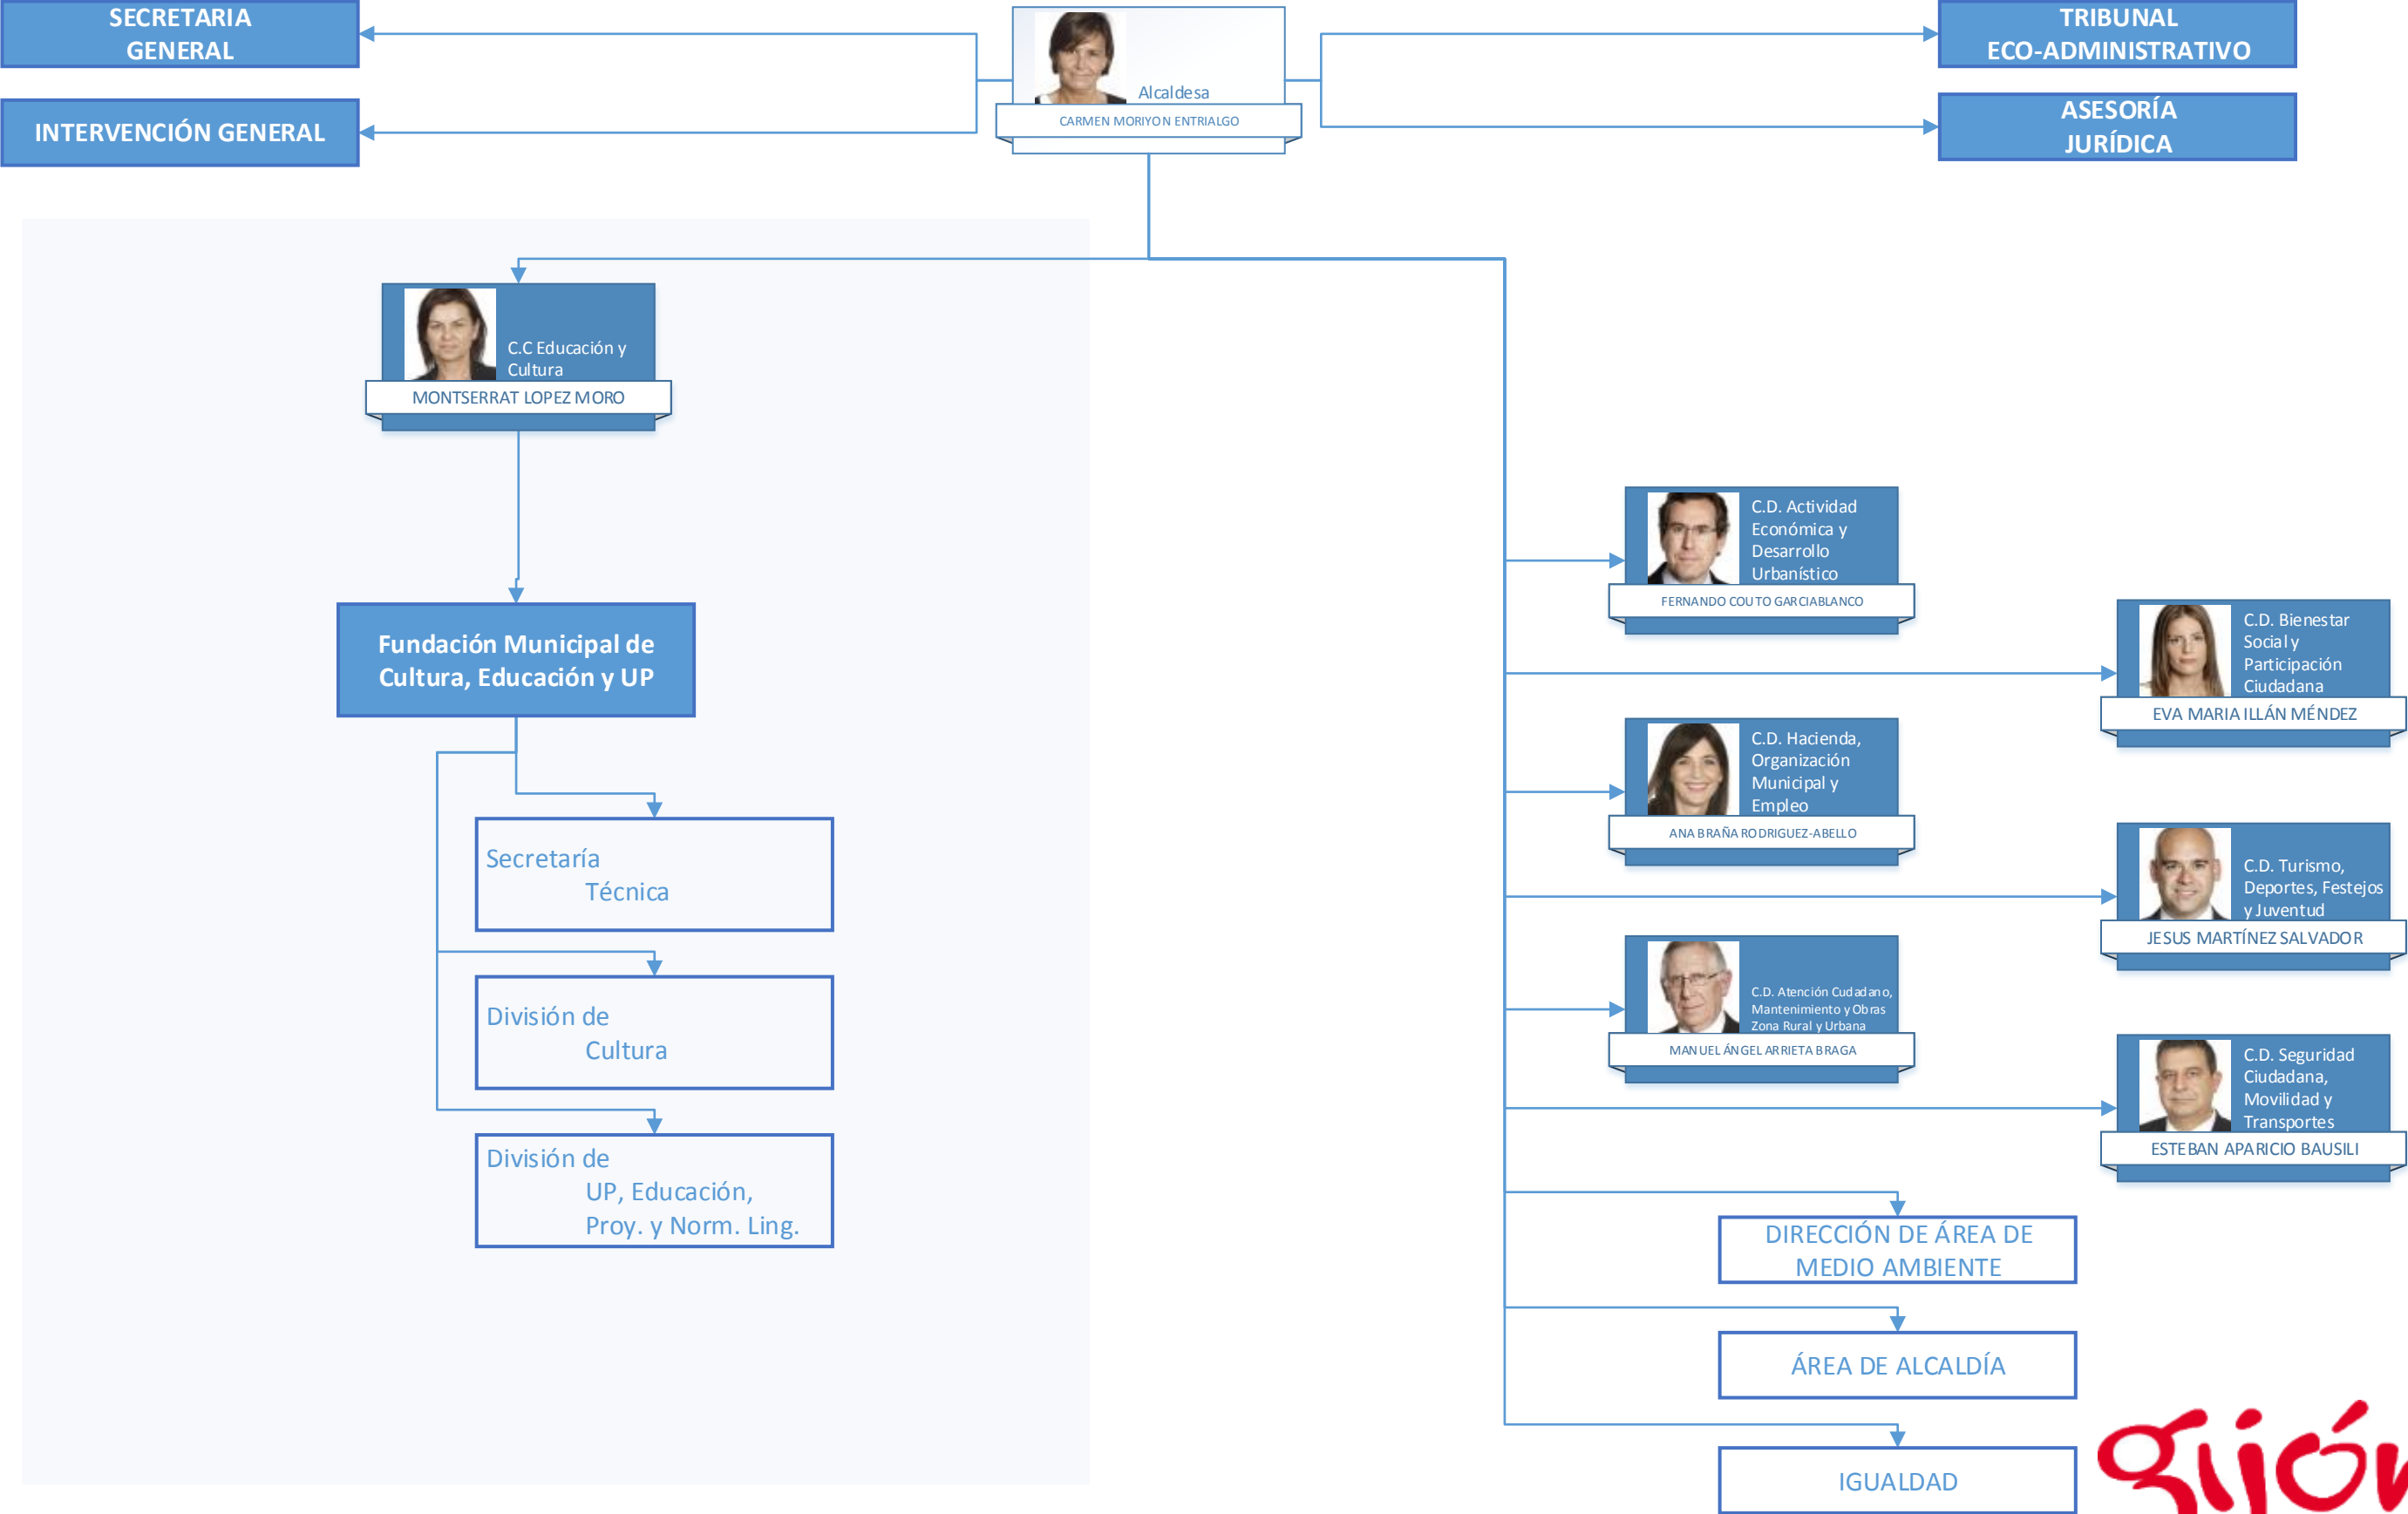 SECRETARIA
GENERAL
INTERVENCIÓN GENERAL
Alcaldesa
CARMEN MORIYON ENTRIALGO
TRIBUNAL
ECO-ADMINISTRATIVO
ASESORÍA
JURÍDICA
C.C Educación y
Cultura
MONTSERRAT LOPEZ MORO
Fundación Municipal de
Cultura, Educación y UP
Secretaría
Técnica
División de
Cultura
División de
UP, Educación,
Proy. y Norm. Ling.
C.D. Actividad
Económica y
Desarrollo
Urbanístico
FERNANDO COUTO GARCIABLANCO
C.D. Bienestar
Social y
Participación
Ciudadana
EVA MARIA ILLÁN MÉNDEZ
C.D. Hacienda,
Organización
Municipal y
Empleo
ANA BRAÑA RODRIGUEZ-ABELLO
C.D. Turismo,
Deportes, Festejos
y Juventud
JESUS MARTÍNEZ SALVADOR
C.D. Atención Cudadano,
Mantenimiento y Obras
Zona Rural y Urbana
MANUEL ÁNGEL ARRIETA BRAGA
C.D. Seguridad
Ciudadana,
Movilidad y
Transportes
ESTEBAN APARICIO BAUSILI
DIRECCIÓN DE ÁREA DE
MEDIO AMBIENTE
ÁREA DE ALCALDÍA
IGUALDAD
gijón